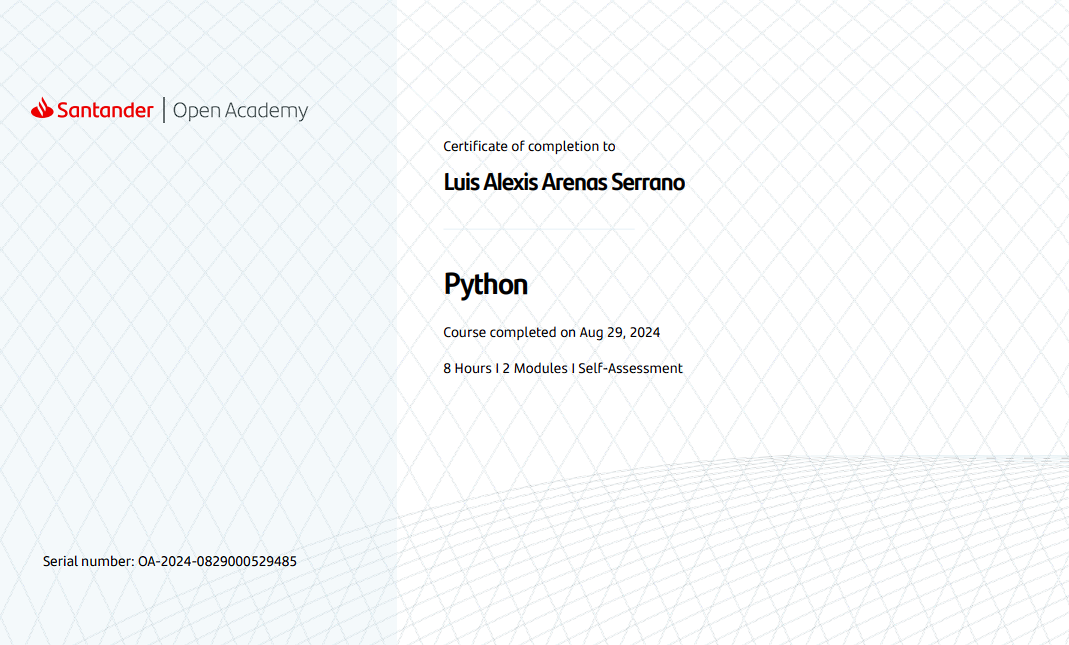 Santander | Open Academy
Certificate of completion to
Luis Alexis Arenas Serrano
Python
Course completed on Aug 29, 2024
8 Hours I 2 Modules I Self-Assessment
Serial number: OA-2024-0829000529485